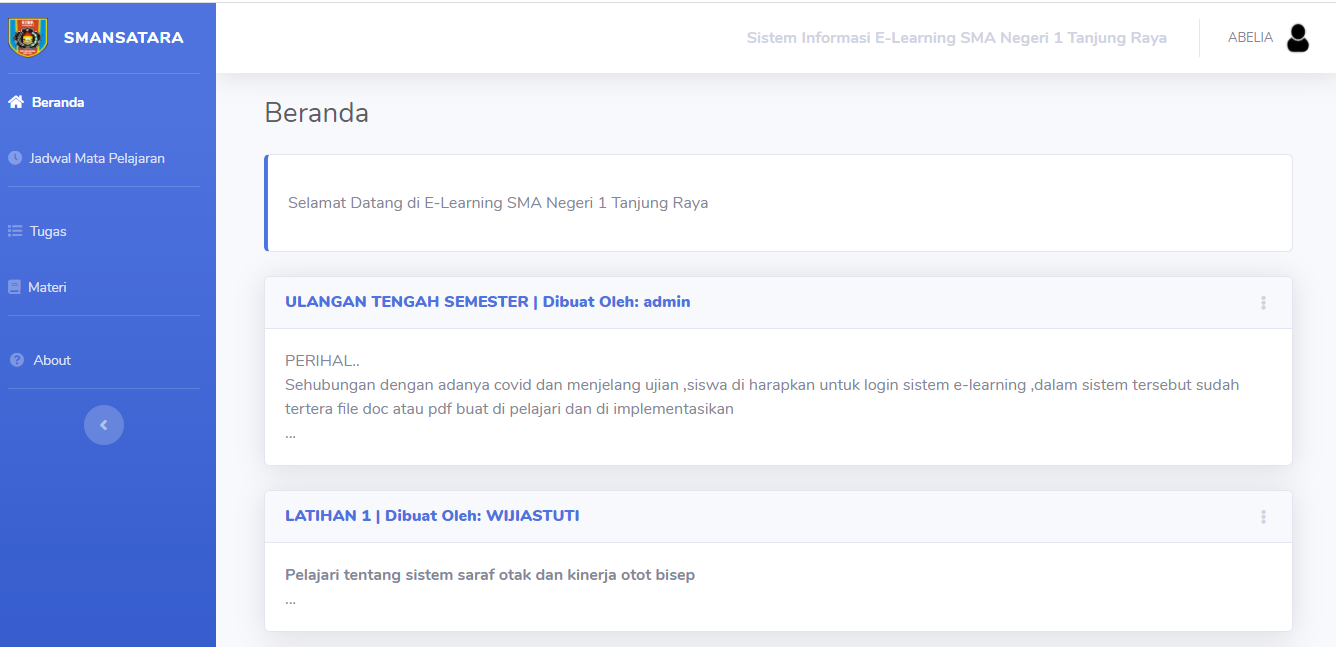 SMANSATARA
Sistem Informasi E-Learning SMA Negeri 1 Tanjung Raya
ABELIA
Beranda
Jadwal Mata Pelajaran
Tugas
Materi
About
Beranda
Selamat Datang di E-Learning SMA Negeri 1 Tanjung Raya
ULANGAN TENGAH SEMESTER | Dibuat Oleh: admin
PERIHAL..
Sehubungan dengan adanya covid dan menjelang ujian ,siswa di harapkan untuk login sistem e-learning ,dalam sistem tersebut sudah
tertera file doc atau pdf buat di pelajari dan di implementasikan
...
LATIHAN 1 | Dibuat Oleh: WIJIASTUTI
Pelajari tentang sistem saraf otak dan kinerja otot bisep
...